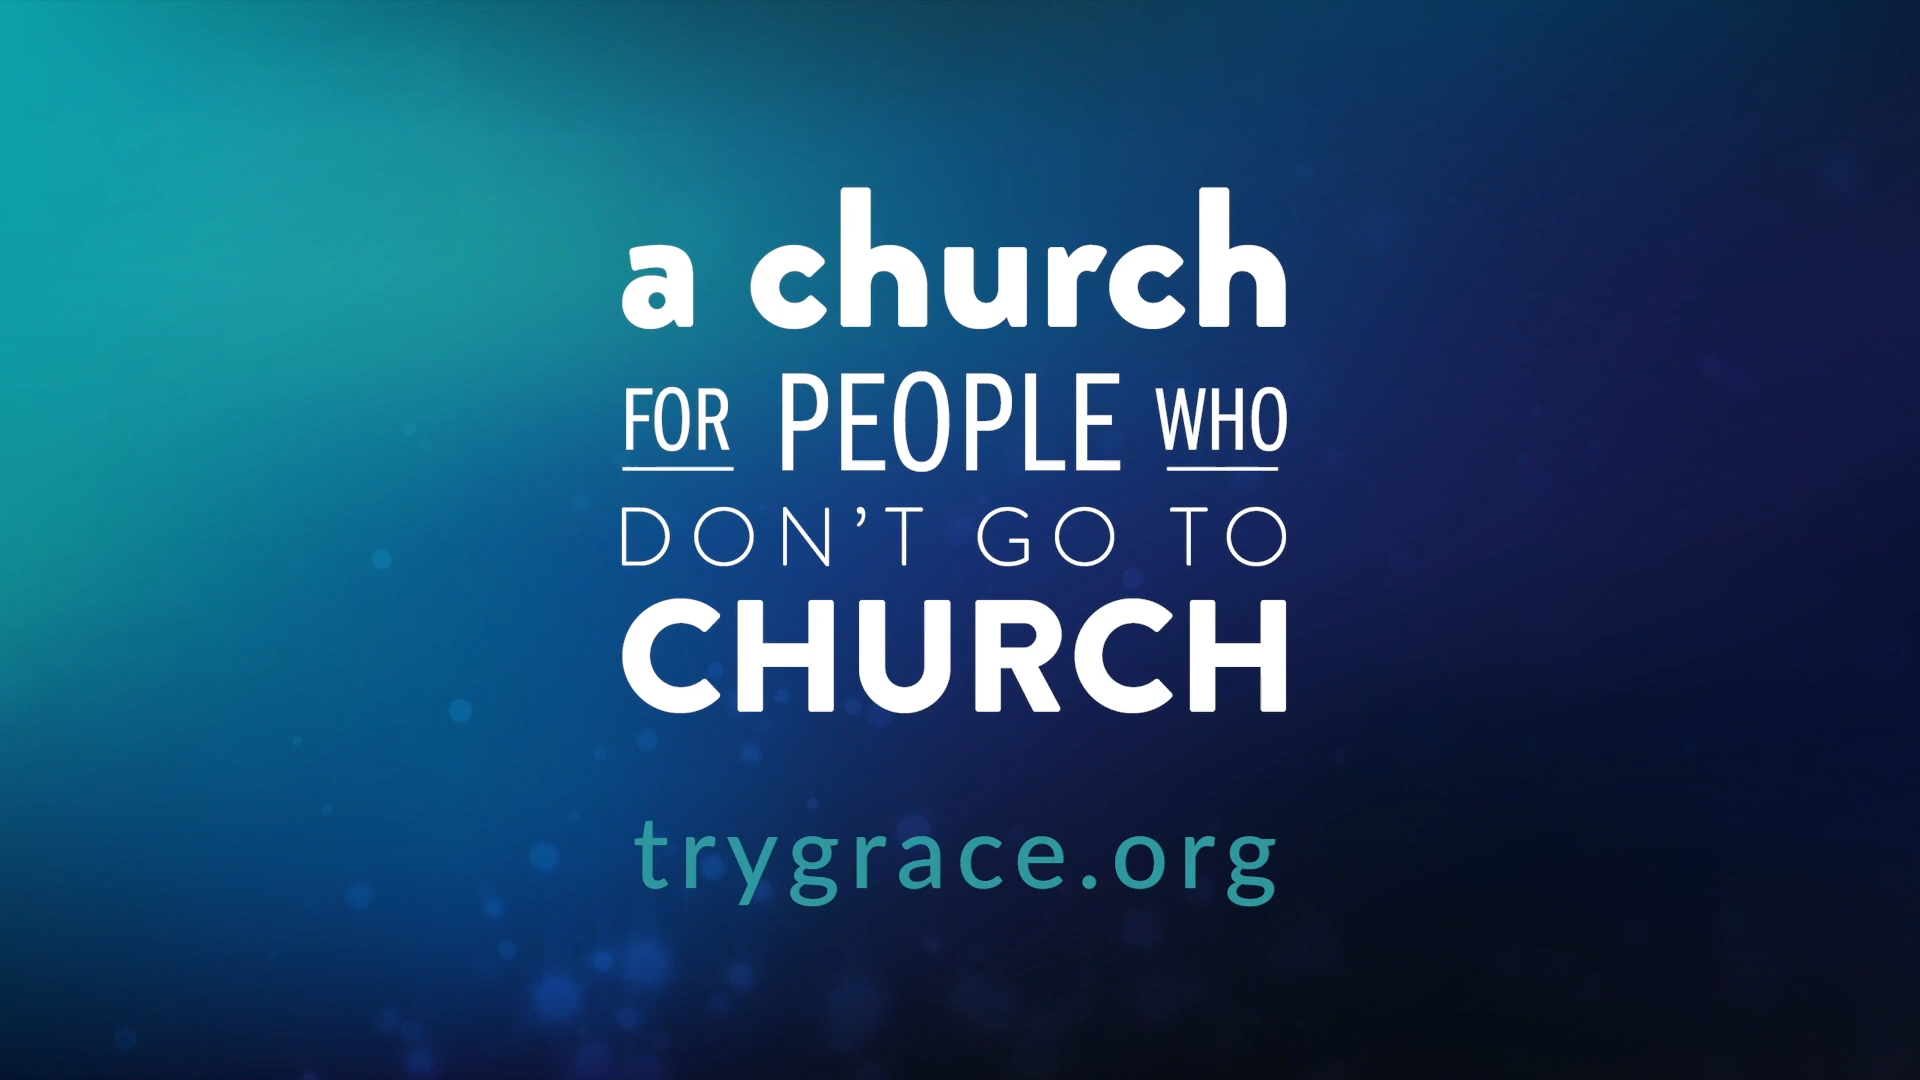 a church
FOR PEOPLE WHO
DON’T GO TO
CHURCH
trygrace.org